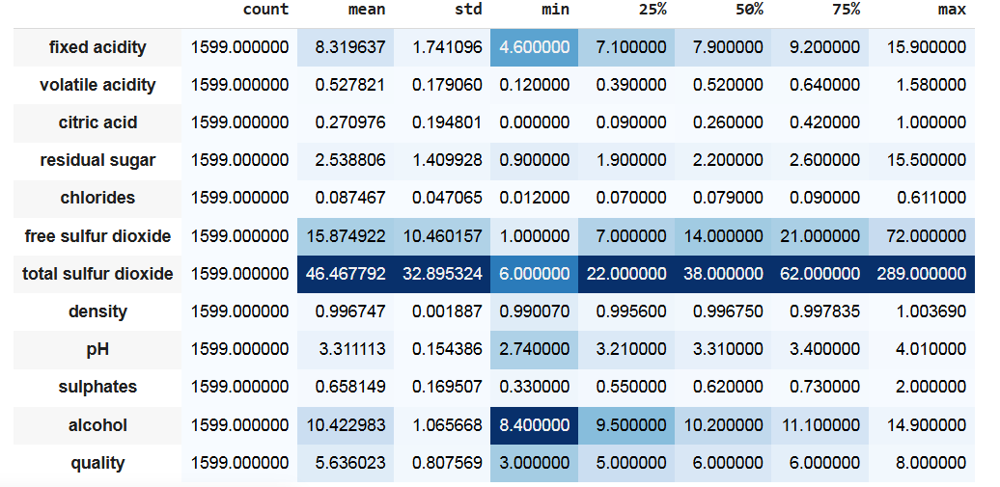 count mean std min 25% 50% 75% max
fixed acidity 1599.000000 8.319637 1.741096 4.600000 7.100000 7.900000 9.200000 15.900000
volatile acidity 1599.000000 0.527821 0.179060 0.120000 0.390000 0.520000 0.640000 1.580000
citric acid 1599.000000 0.270976 0.194801 0.000000 0.090000 0.260000 0.420000 1.000000
residual sugar 1599.000000 2.538806 1.409928 0.900000 1.900000 2.200000 2.600000 15.500000
chlorides 1599.000000 0.087467 0.047065 0.012000 0.070000 0.079000 0.090000 0.611000
free sulfur dioxide 1599.000000 15.874922 10.460157 1.000000 7.000000 14.000000 21.000000 72.000000
total sulfur dioxide 1599.000000 46.467792 32.895324 6.000000 22.000000 38.000000 62.000000 289.000000
density 1599.000000 0.996747 0.001887 0.990070 0.995600 0.996750 0.997835 1.003690
pH 1599.000000 3.311113 0.154386 2.740000 3.210000 3.310000 3.400000 4.010000
sulphates 1599.000000 0.658149 0.169507 0.330000 0.550000 0.620000 0.730000 2.000000
alcohol 1599.000000 10.422983 1.065668 8.400000 9.500000 10.200000 11.100000 14.900000
quality 1599.000000 5.636023 0.807569 3.000000 5.000000 6.000000 6.000000 8.000000